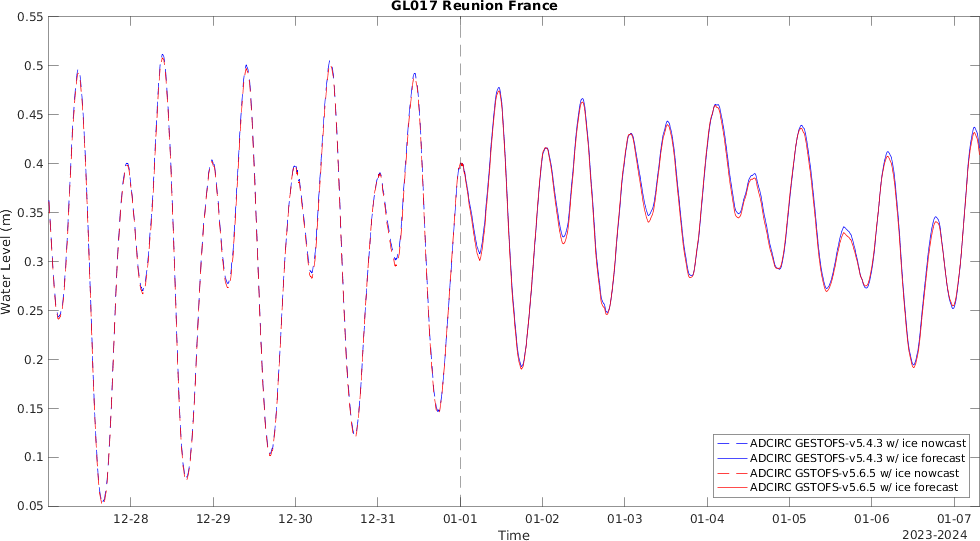 GL017 Reunion France
0.55
0.5
0.45
0.4
0.35
0.3
0.25
0.2
0.15
0.1
0.05
Water Level (m)
ADCIRC GESTOFS-v5.4.3 w/ ice nowcast
ADCIRC GESTOFS-v5.4.3 w/ ice forecast
ADCIRC GSTOFS-v5.6.5 w/ ice nowcast
ADCIRC GSTOFS-v5.6.5 w/ ice forecast
12-28 12-29 12-30 12-31 01-01 01-02 01-03 01-04 01-05 01-06 01-07
Time
2023-2024